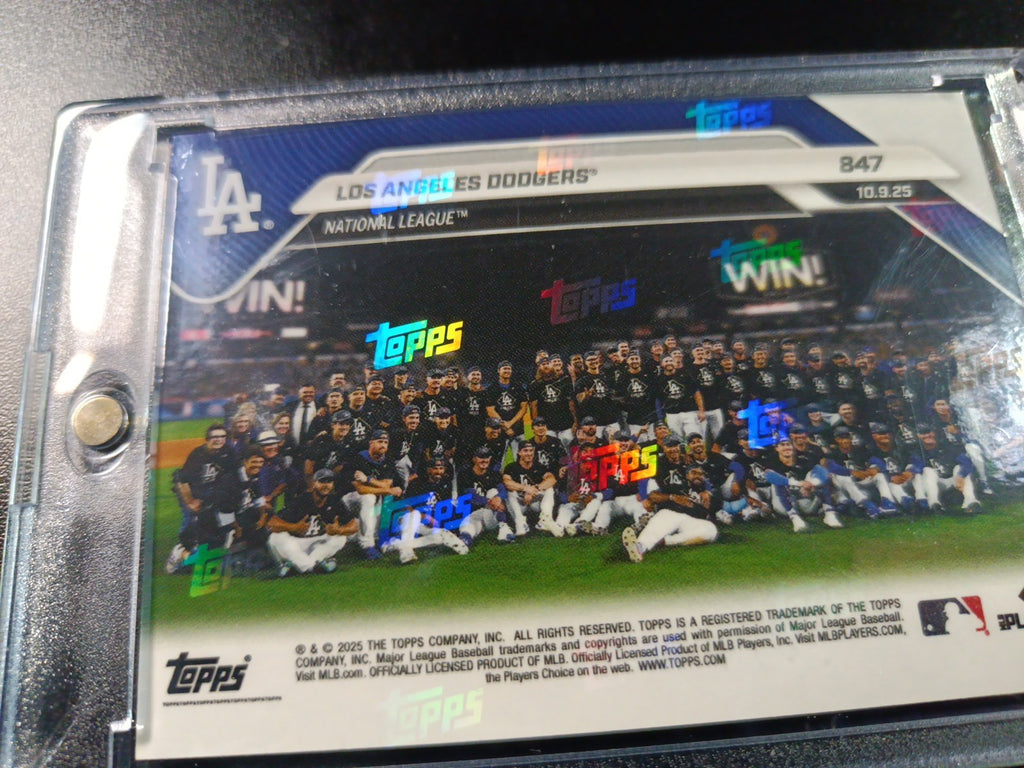 LA®
LOS ANGELES DODGERS®
847
NATIONAL LEAGUE™
10.9.25
Topps
Topps
Topps
WIN!
WIN!
Topps
Topps
Topps
Topps
Topps
Topps
® & © 2025 THE TOPPS COMPANY, INC. ALL RIGHTS RESERVED. TOPPS IS A REGISTERED TRADEMARK OF THE TOPPS
COMPANY, INC. Major League Baseball trademarks and copyrights are used with permission of Major League Baseball.
Visit MLB.com. OFFICIALLY LICENSED PRODUCT OF MLB. Officially Licensed Product of MLB Players, Inc. Visit MLBPLAYERS.COM,
the Players Choice on the web. WWW.TOPPS.COM
Topps®
Topps